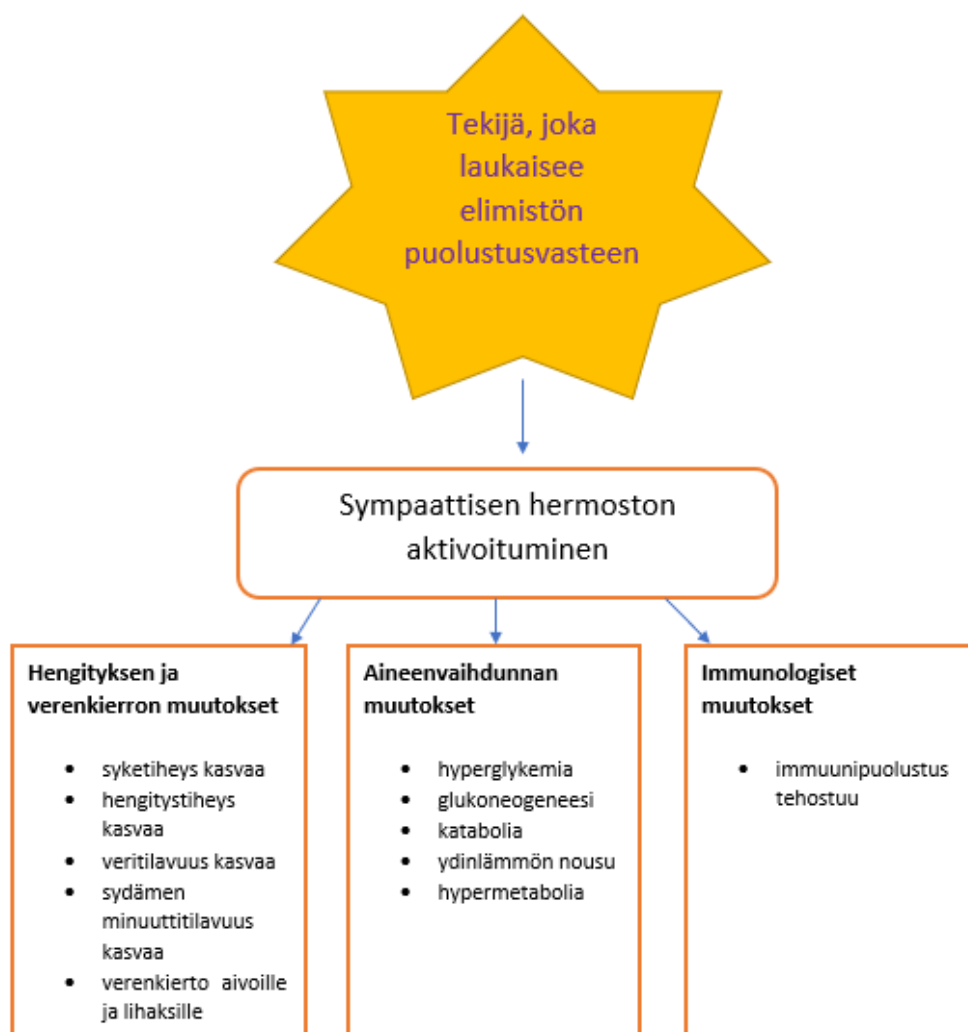 Tekijä, joka
laukaisee
elimistön
puolustusvasteen
Sympaattisen hermoston
aktivoituminen
Hengityksen ja
verenkierron muutokset
• syketiheys kasvaa
• hengitystiheys
kasvaa
• veritilavuus kasvaa
• sydämen
minuuttitilavuus
kasvaa
• verenkierto aivoille
ja lihaksille
Aineenvaihdunnan
muutokset
• hyperglykemia
• glukoneogeneesi
• katabolia
• ydinlämmön nousu
• hypermetabolia
Immunologiset
muutokset
• immuunipuolustus
tehostuu